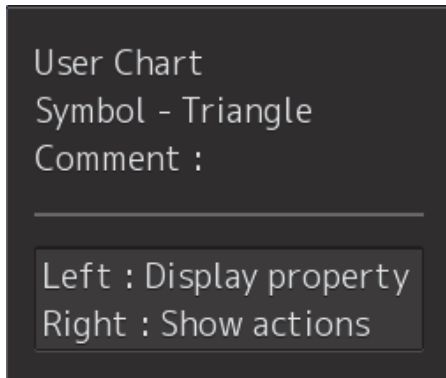 User Chart
Symbol - Triangle
Comment :
Left : Display property
Right : Show actions